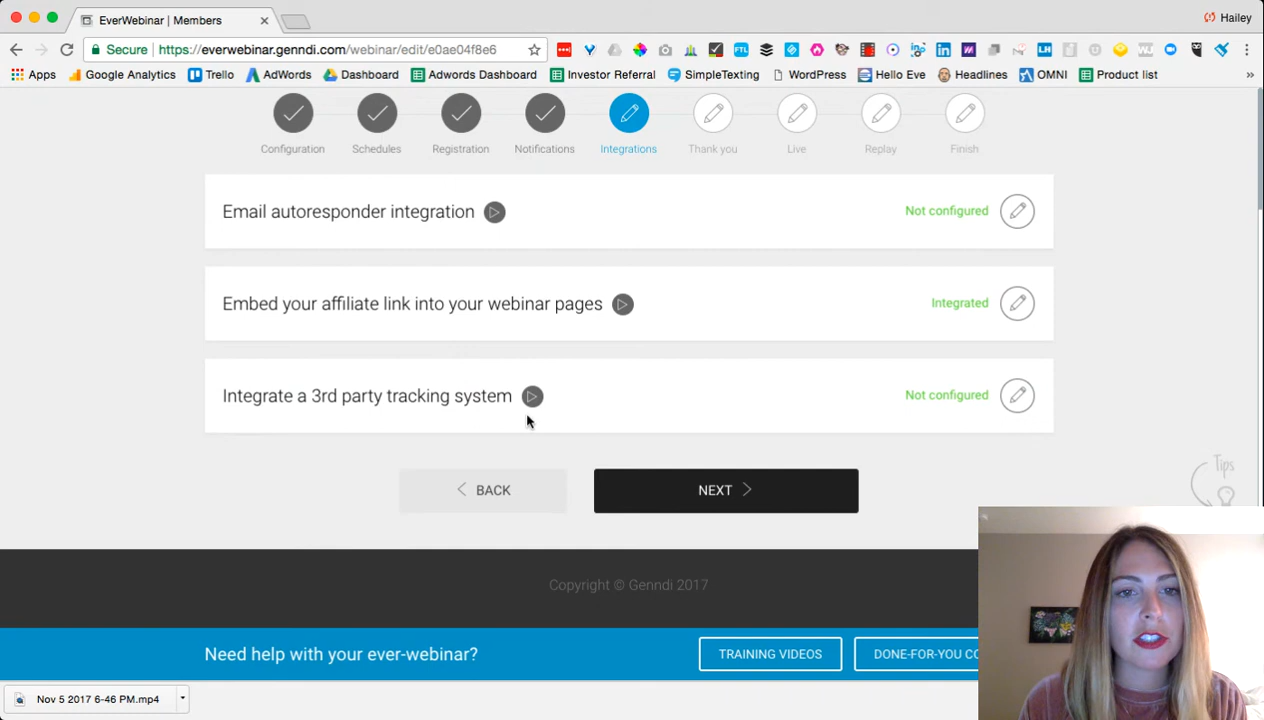 EverWebinar | Members
Hailey
Secure https://everwebinar.genndi.com/webinar/edit/e0ae04f8e6
FTL
in
M
LH
Apps Google Analytics Trello AdWords Dashboard Adwords Dashboard Investor Referral SimpleTexting WordPress Hello Eve Headlines OMNI Product list »
Configuration Schedules Registration Notifications Integrations Thank you Live Replay Finish
Email autoresponder integration Not configured
Embed your affiliate link into your webinar pages Integrated
Integrate a 3rd party tracking system Not configured
Tips
BACK NEXT
Copyright © Genndi 2017
Need help with your ever-webinar? TRAINING VIDEOS DONE-FOR-YOU CO
Nov 5 2017 6-46 PM.mp4